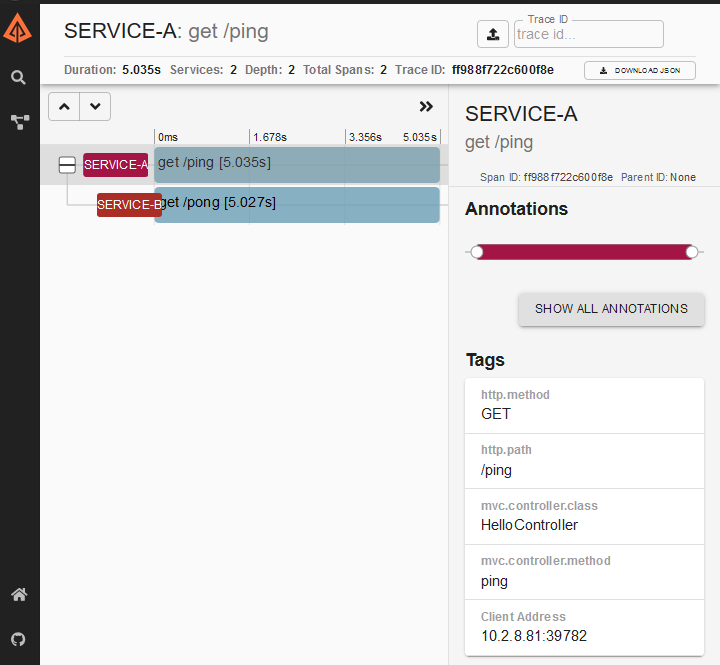 SERVICE-A: get /ping
Trace ID
trace id...
Duration: 5.035s Services: 2 Depth: 2 Total Spans: 2 Trace ID: ff988f722c600f8e
DOWNLOAD JSON
0ms 1.678s 3.356s 5.035s
SERVICE-A get /ping [5.035s]
SERVICE-B get /pong [5.027s]
SERVICE-A
get /ping
Span ID: ff988f722c600f8e Parent ID: None
Annotations
SHOW ALL ANNOTATIONS
Tags
http.method
GET
http.path
/ping
mvc.controller.class
HelloController
mvc.controller.method
ping
Client Address
10.2.8.81:39782